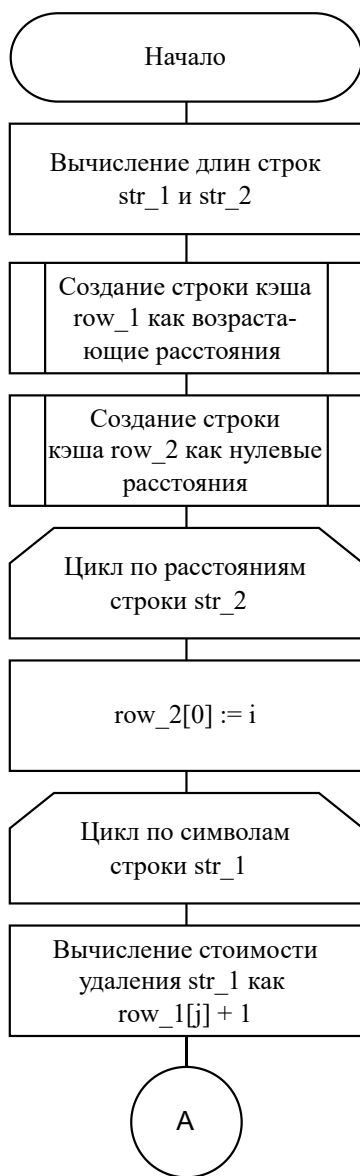 Начало
Вычисление длин строк
str_1 и str_2
Создание строки кэша
row_1 как возраста-
ющие расстояния
Создание строки
кэша row_2 как нулевые
расстояния
Цикл по расстояниям
строки str_2
row_2[0] := i
Цикл по символам
строки str_1
Вычисление стоимости
удаления str_1 как
row_1[j] + 1
A